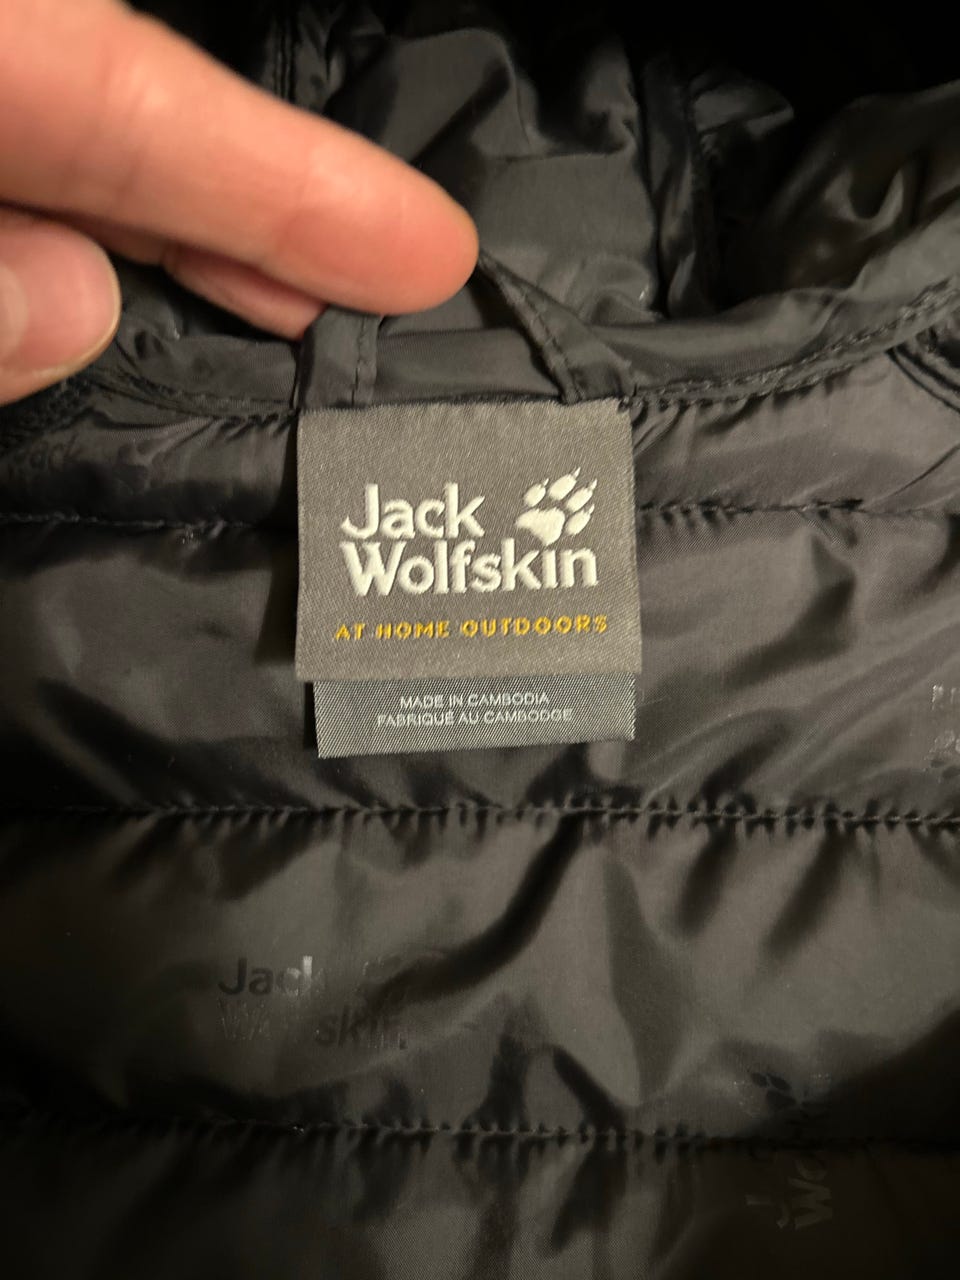 Jack
Wolfskin
AT HOME OUTDOORS
MADE IN CAMBODIA
FABRIQUÉ AU CAMBODGE
Jack
Wolfskin